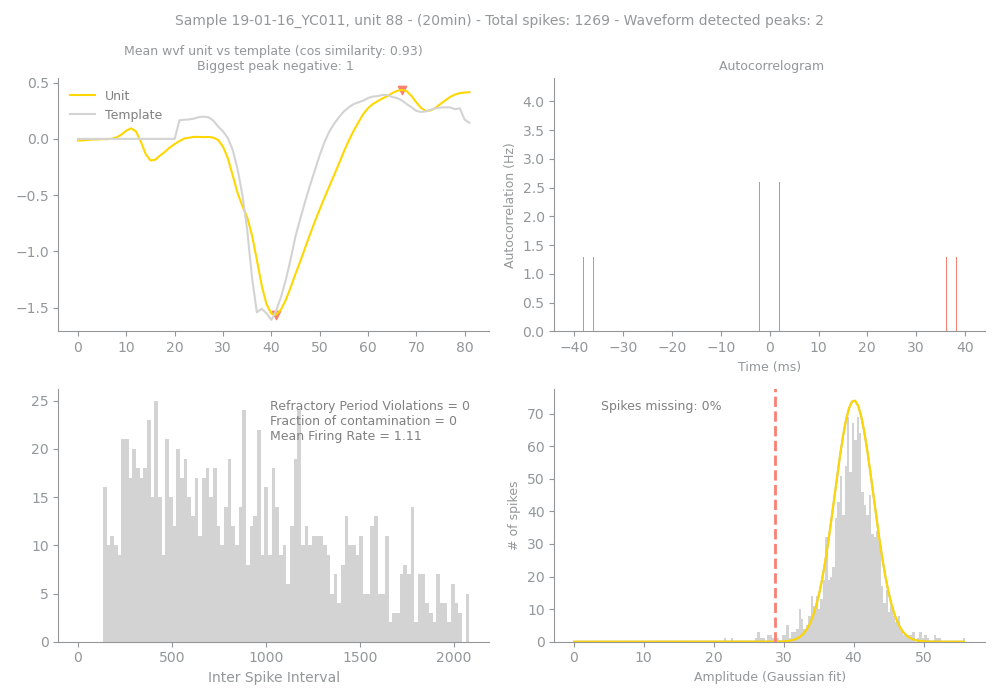 Sample 19-01-16_YC011, unit 88 - (20min) - Total spikes: 1269 - Waveform detected peaks: 2
Mean wvf unit vs template (cos similarity: 0.93)
Biggest peak negative: 1
0.5
0.0
−0.5
−1.0
−1.5
Unit
Template
0 10 20 30 40 50 60 70 80
Autocorrelogram
Autocorrelation (Hz)
4.0
3.5
3.0
2.5
2.0
1.5
1.0
0.5
0.0
−40 −30 −20 −10 0 10 20 30 40
Time (ms)
25
20
15
10
5
0
Refractory Period Violations = 0
Fraction of contamination = 0
Mean Firing Rate = 1.11
0 500 1000 1500 2000
Inter Spike Interval
# of spikes
70
60
50
40
30
20
10
0
Spikes missing: 0%
0 10 20 30 40 50
Amplitude (Gaussian fit)